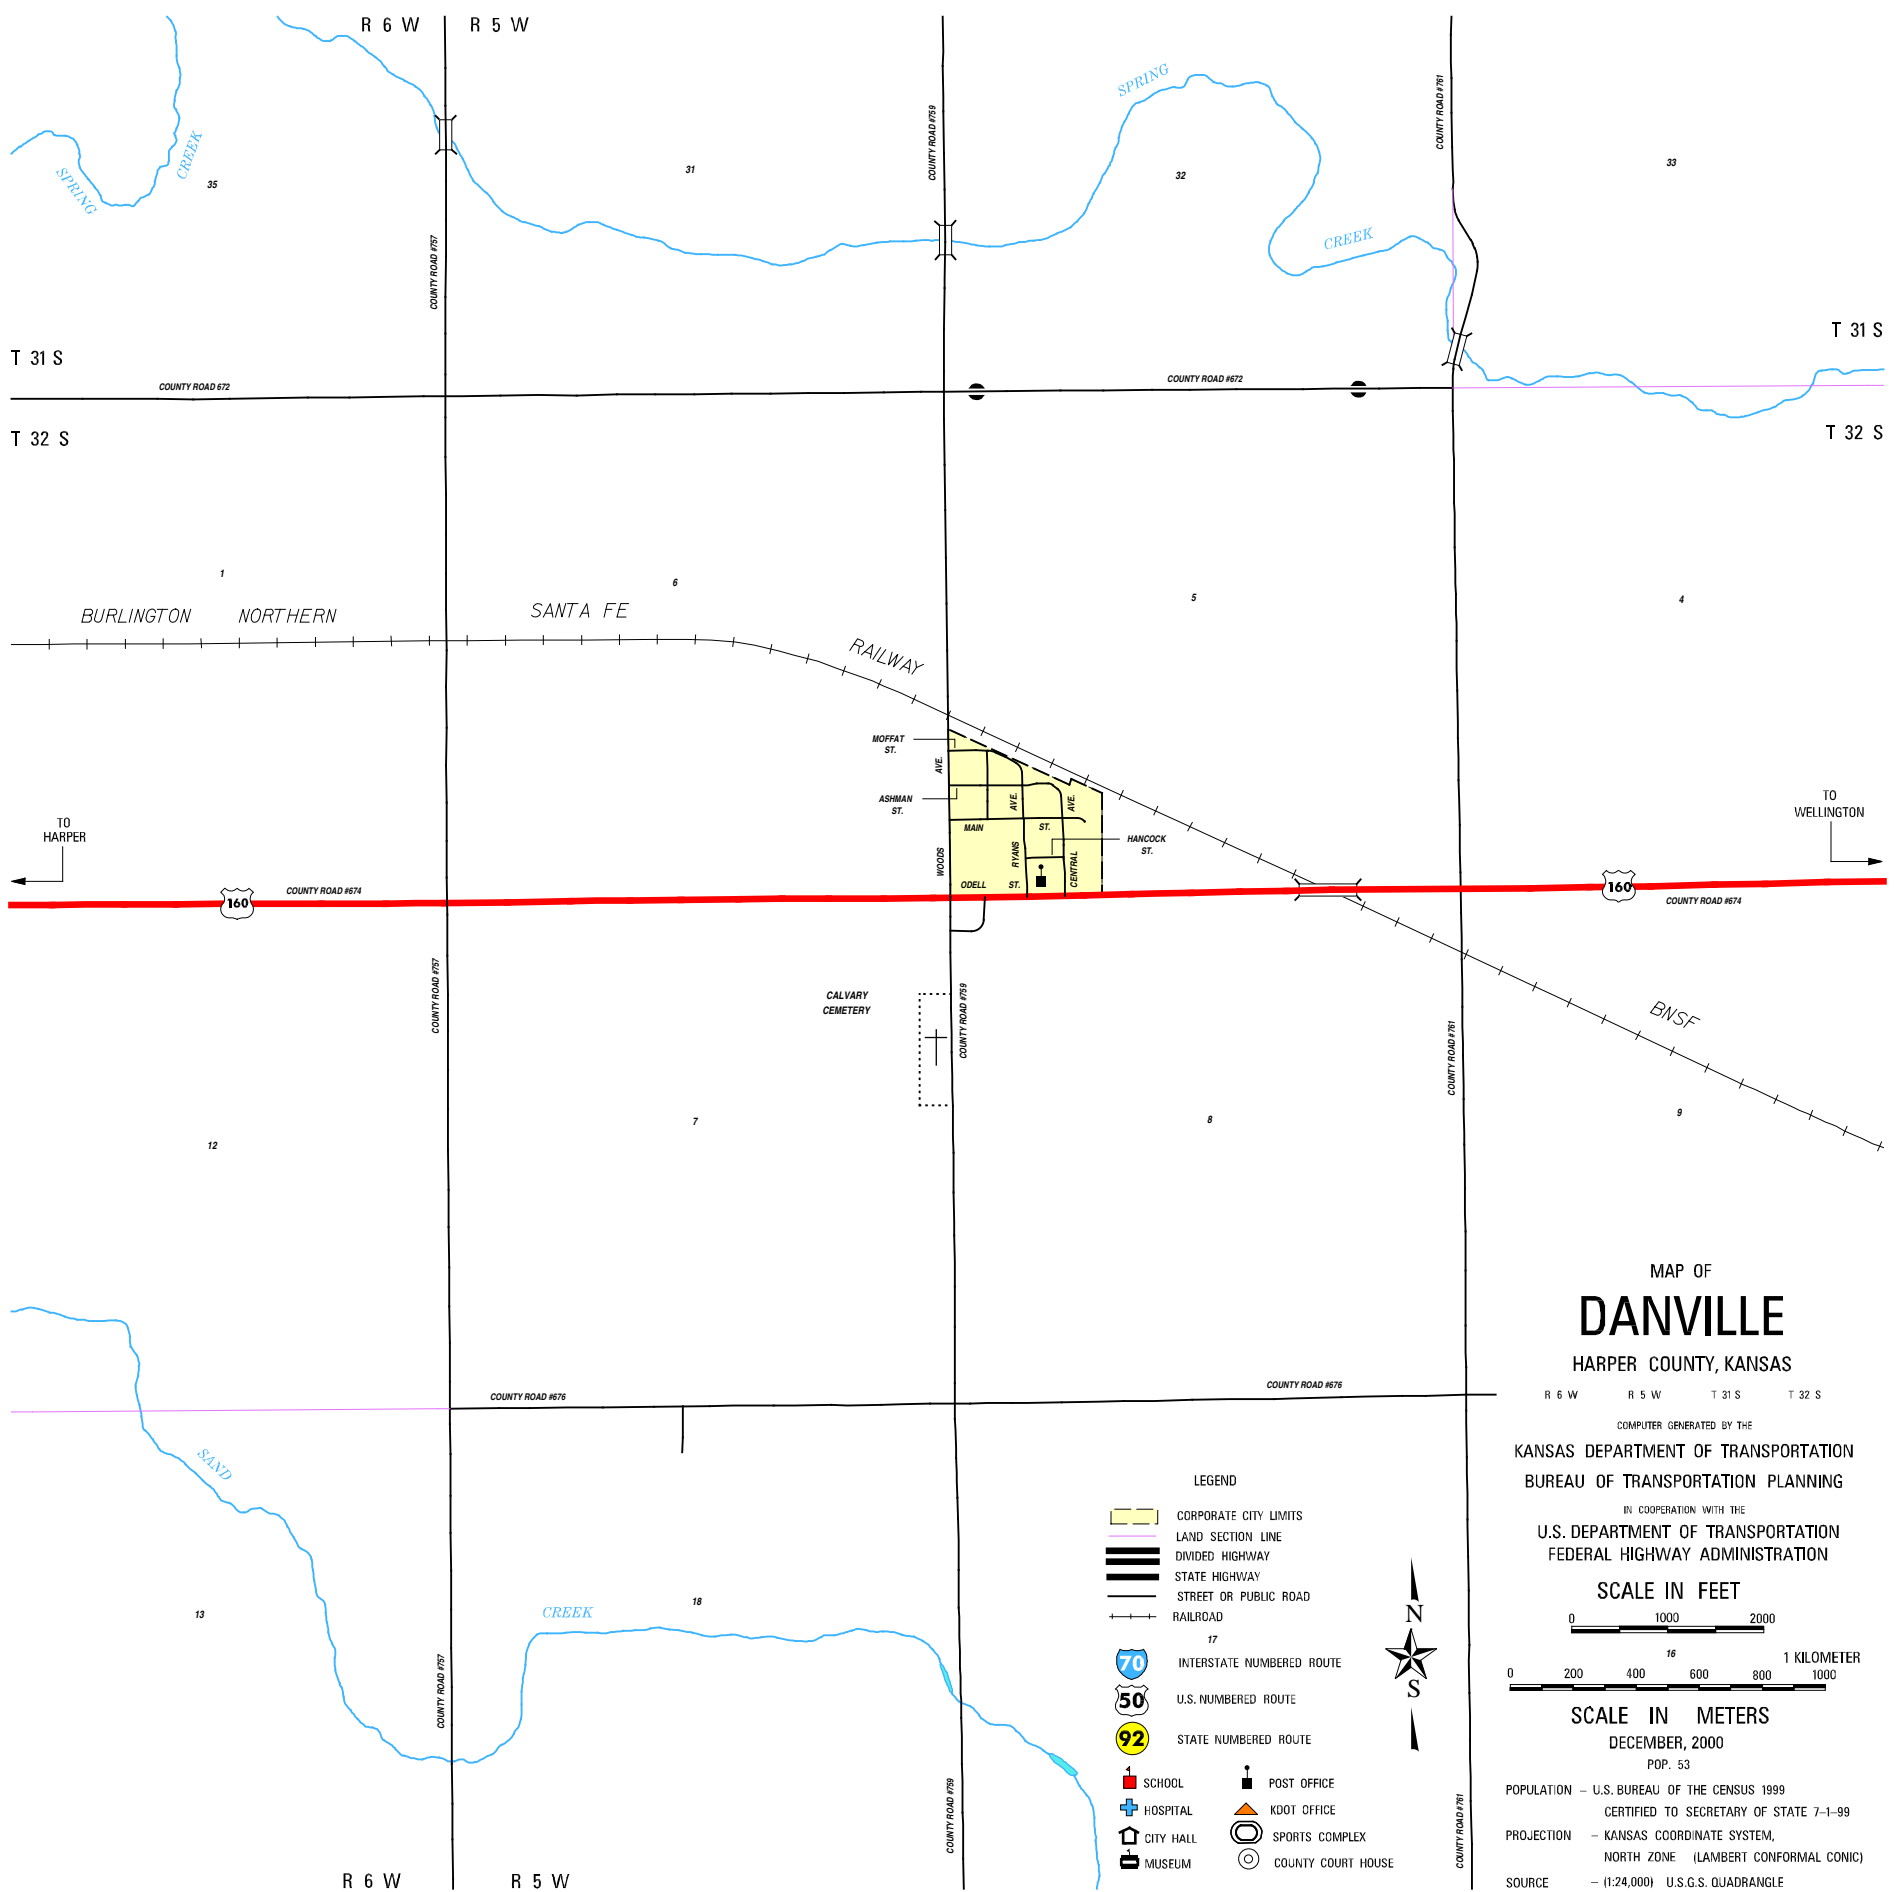 R 6 W
R 5 W
SPRING
CREEK
SPRING
CREEK
35
31
32
33
COUNTY ROAD #757
COUNTY ROAD #759
COUNTY ROAD #761
T 31 S
T 31 S
COUNTY ROAD 672
COUNTY ROAD #672
T 32 S
T 32 S
1
6
5
4
BURLINGTON NORTHERN SANTA FE RAILWAY
MOFFAT
ST.
ASHMAN
ST.
WOODS AVE.
RYANS AVE.
CENTRAL AVE.
MAIN ST.
HANCOCK
ST.
ODELL ST.
TO
HARPER
TO
WELLINGTON
160
COUNTY ROAD #674
160
COUNTY ROAD #674
COUNTY ROAD #757
CALVARY
CEMETERY
COUNTY ROAD #759
COUNTY ROAD #761
BNSF
12
7
8
9
COUNTY ROAD #676
COUNTY ROAD #676
SAND
CREEK
13
18
17
16
COUNTY ROAD #757
COUNTY ROAD #759
COUNTY ROAD #761
R 6 W
R 5 W
LEGEND
CORPORATE CITY LIMITS
LAND SECTION LINE
DIVIDED HIGHWAY
STATE HIGHWAY
STREET OR PUBLIC ROAD
RAILROAD
70 INTERSTATE NUMBERED ROUTE
50 U.S. NUMBERED ROUTE
92 STATE NUMBERED ROUTE
SCHOOL
POST OFFICE
HOSPITAL
KDOT OFFICE
CITY HALL
SPORTS COMPLEX
MUSEUM
COUNTY COURT HOUSE
N
S
MAP OF
DANVILLE
HARPER COUNTY, KANSAS
R 6 W R 5 W T 31 S T 32 S
COMPUTER GENERATED BY THE
KANSAS DEPARTMENT OF TRANSPORTATION
BUREAU OF TRANSPORTATION PLANNING
IN COOPERATION WITH THE
U.S. DEPARTMENT OF TRANSPORTATION
FEDERAL HIGHWAY ADMINISTRATION
SCALE IN FEET
0 1000 2000
1 KILOMETER
0 200 400 600 800 1000
SCALE IN METERS
DECEMBER, 2000
POP. 53
POPULATION – U.S. BUREAU OF THE CENSUS 1999
CERTIFIED TO SECRETARY OF STATE 7-1-99
PROJECTION – KANSAS COORDINATE SYSTEM,
NORTH ZONE (LAMBERT CONFORMAL CONIC)
SOURCE – (1:24,000) U.S.G.S. QUADRANGLE